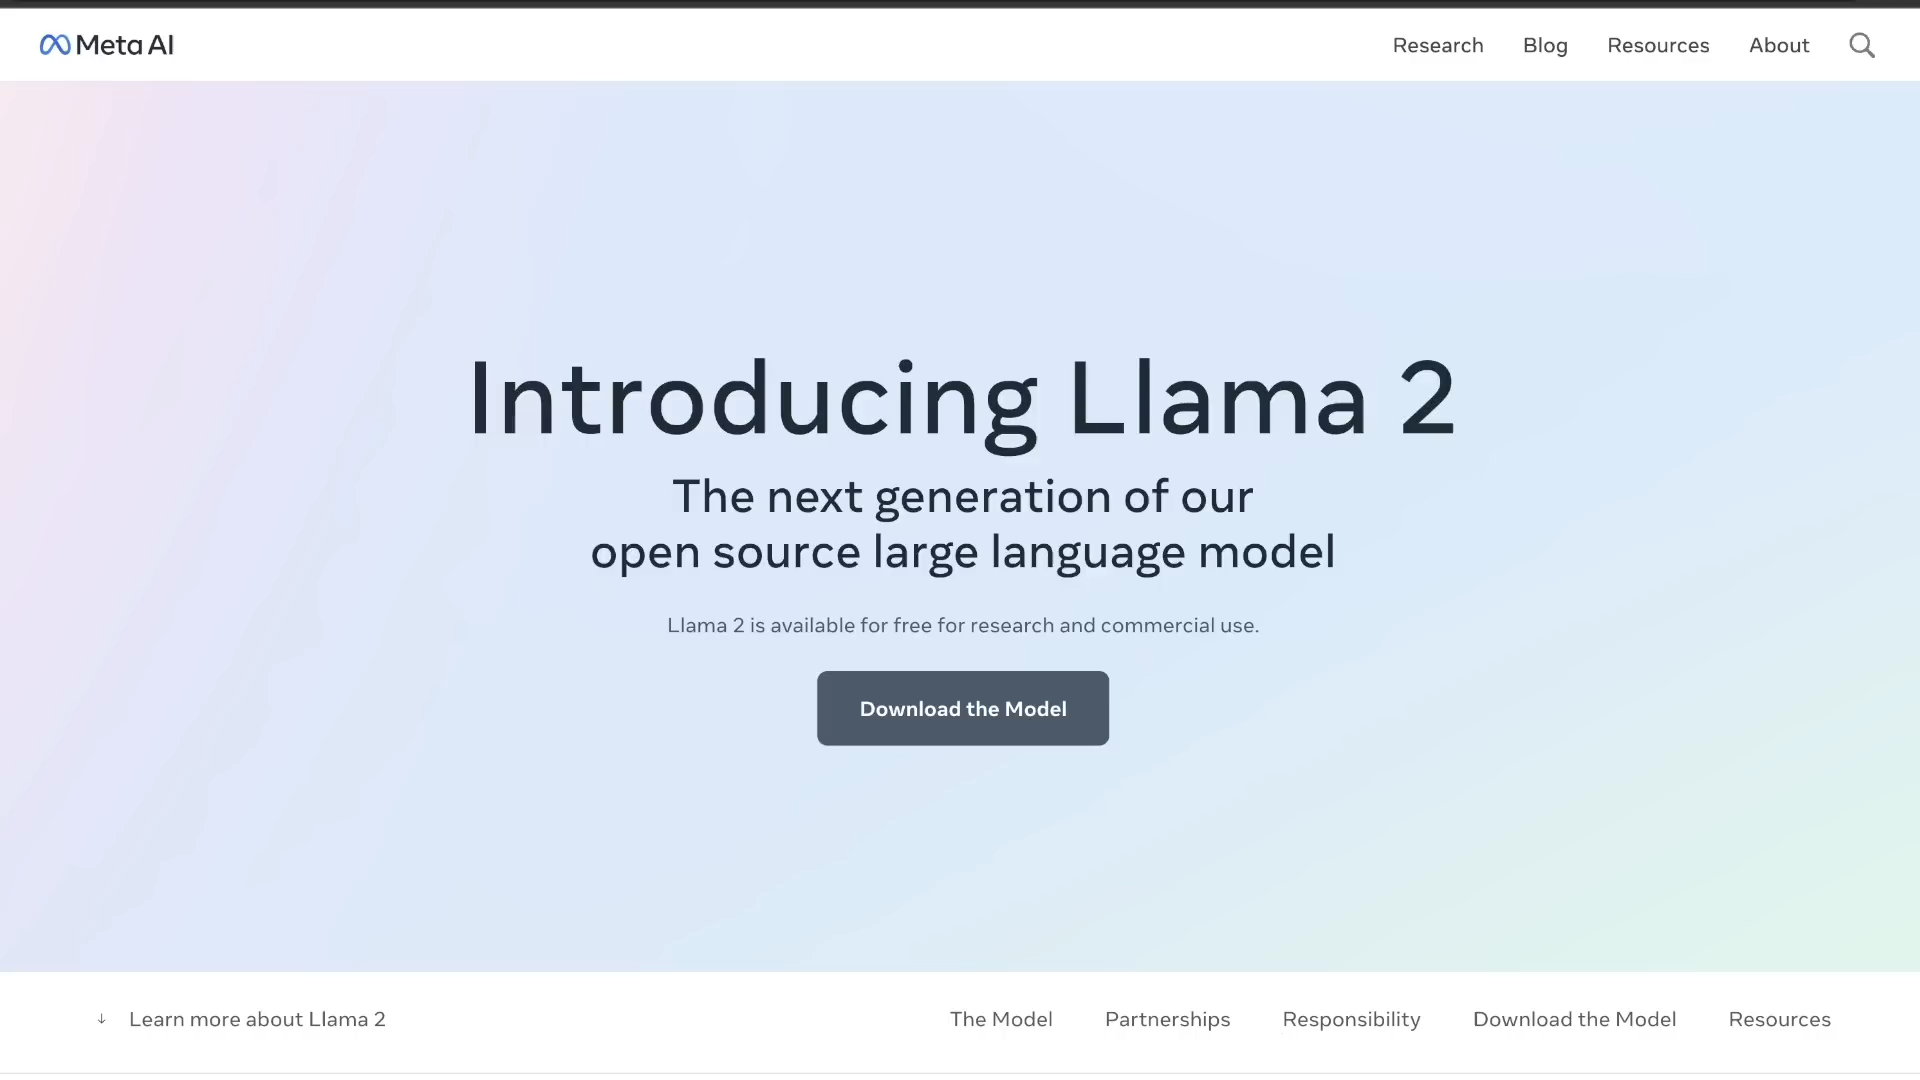 Meta AI
Research Blog Resources About
Introducing Llama 2
The next generation of our
open source large language model
Llama 2 is available for free for research and commercial use.
Download the Model
↓ Learn more about Llama 2
The Model Partnerships Responsibility Download the Model Resources